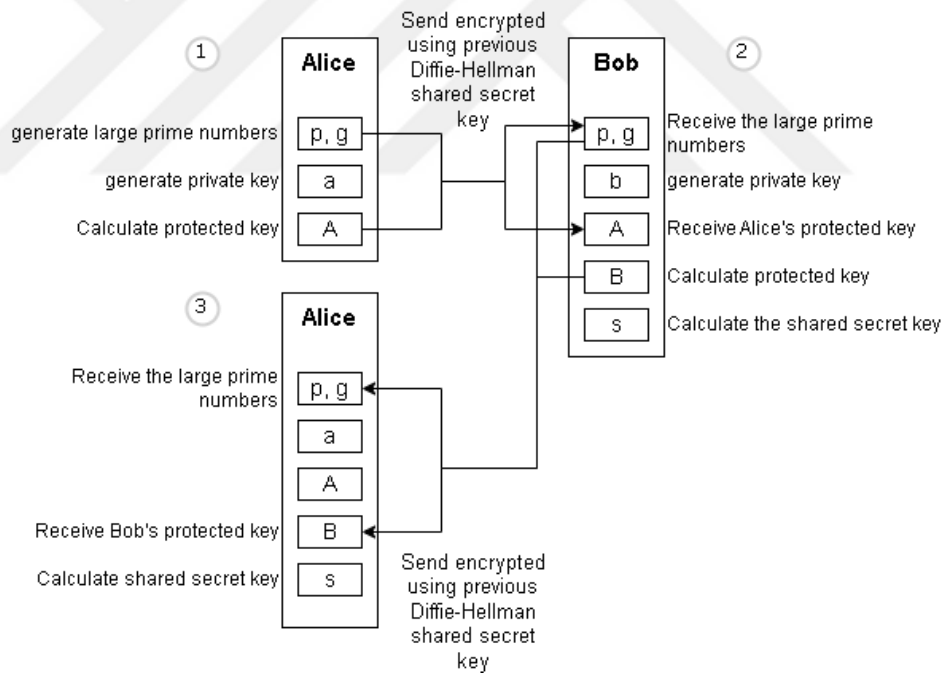 1
Alice
generate large prime numbers
p, g
generate private key
a
Calculate protected key
A
Send encrypted
using previous
Diffie-Hellman
shared secret
key
2
Bob
p, g
Receive the large prime
numbers
b
generate private key
A
Receive Alice's protected key
B
Calculate protected key
s
Calculate the shared secret key
3
Alice
Receive the large prime
numbers
p, g
a
A
Receive Bob's protected key
B
Calculate shared secret key
s
Send encrypted
using previous
Diffie-Hellman
shared secret
key